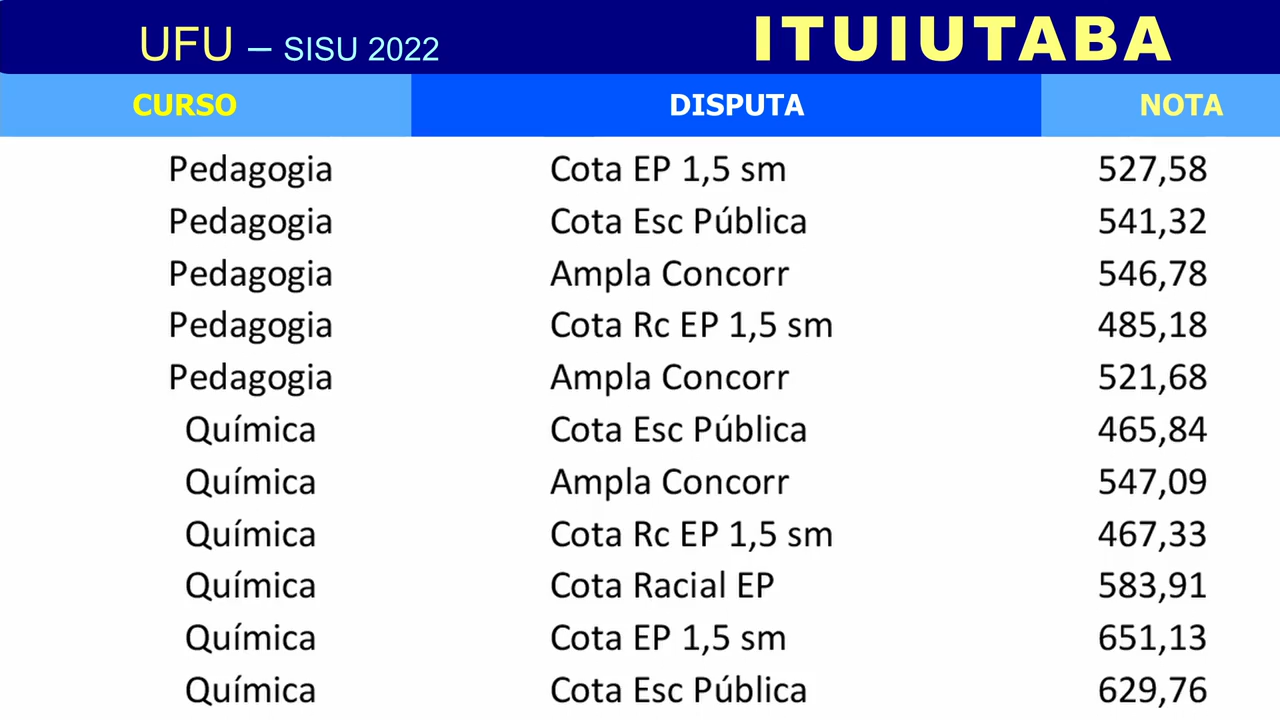 UFU – SISU 2022 ITUIUTABA
CURSO DISPUTA NOTA
Pedagogia Cota EP 1,5 sm 527,58
Pedagogia Cota Esc Pública 541,32
Pedagogia Ampla Concorr 546,78
Pedagogia Cota Rc EP 1,5 sm 485,18
Pedagogia Ampla Concorr 521,68
Química Cota Esc Pública 465,84
Química Ampla Concorr 547,09
Química Cota Rc EP 1,5 sm 467,33
Química Cota Racial EP 583,91
Química Cota EP 1,5 sm 651,13
Química Cota Esc Pública 629,76